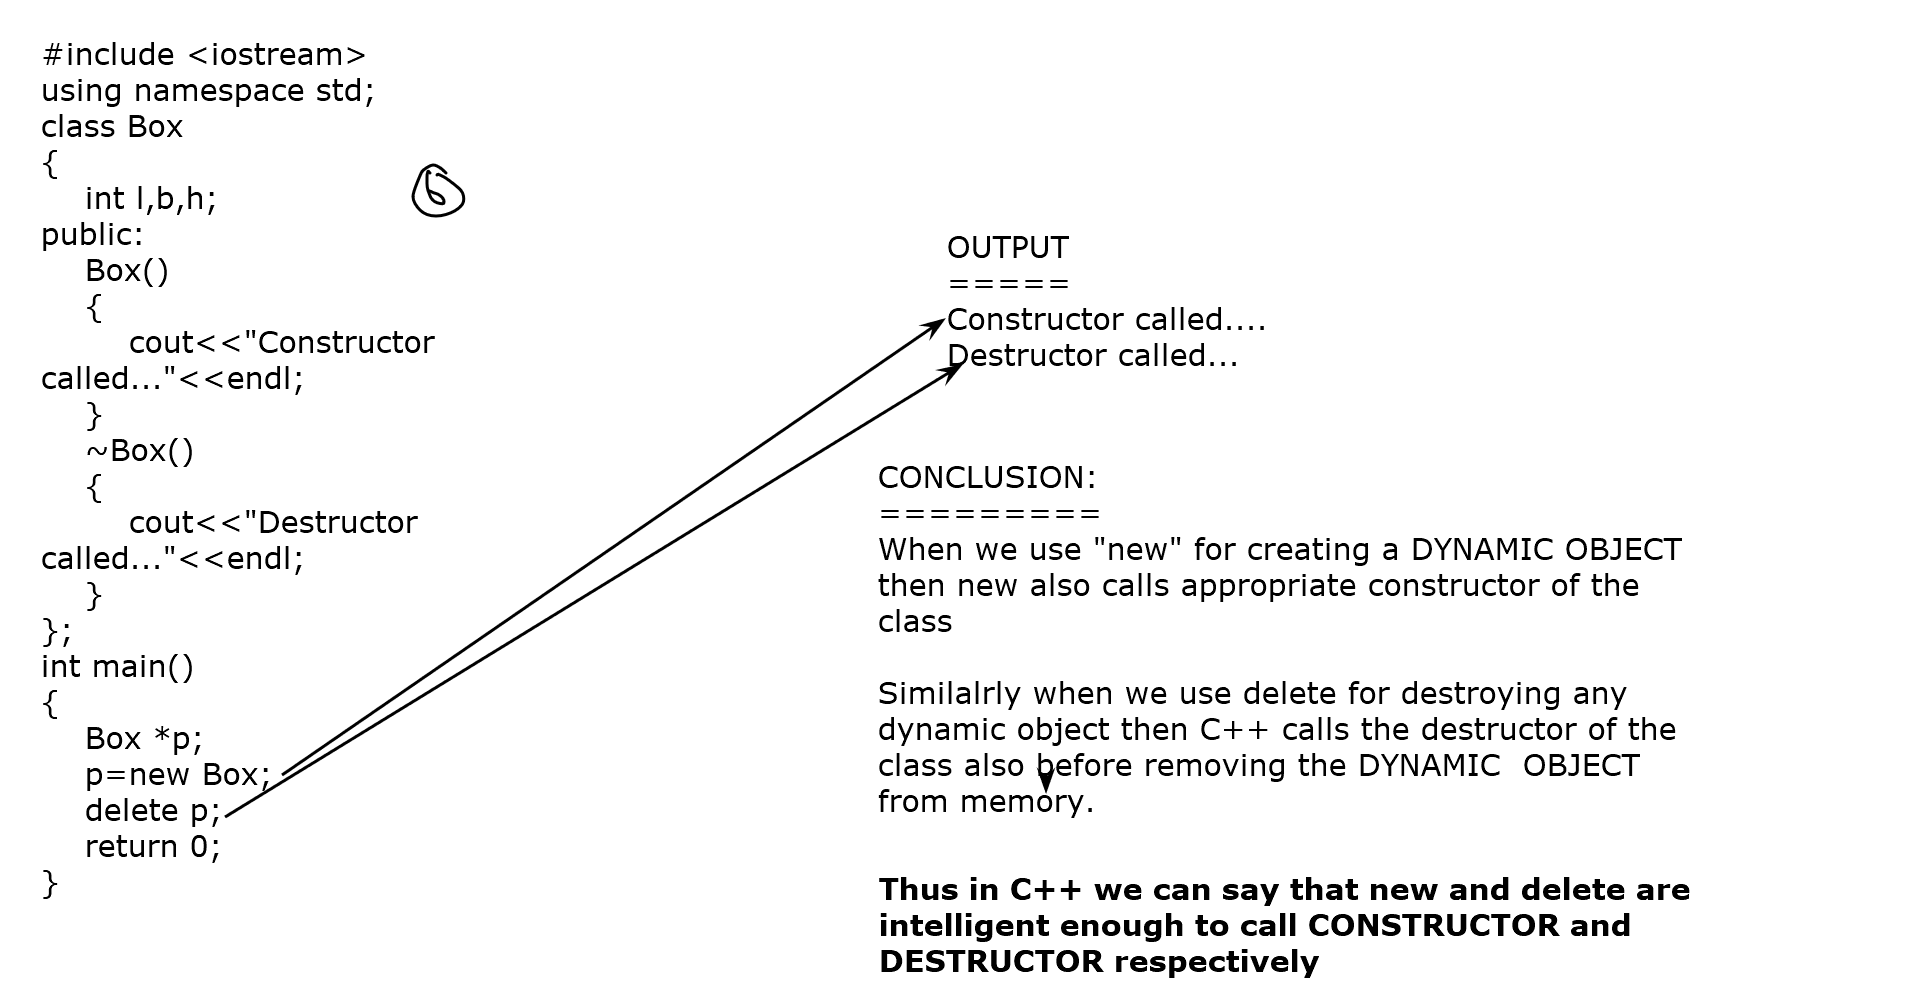 #include <iostream>
using namespace std;
class Box
{
int l,b,h;
public:
Box()
{
cout<<"Constructor
called..."<<endl;
}
~Box()
{
cout<<"Destructor
called..."<<endl;
}
};
int main()
{
Box *p;
p=new Box;
delete p;
return 0;
}
6
OUTPUT
=====
Constructor called....
Destructor called...
CONCLUSION:
=========
When we use "new" for creating a DYNAMIC OBJECT
then new also calls appropriate constructor of the
class
Similalrly when we use delete for destroying any
dynamic object then C++ calls the destructor of the
class also before removing the DYNAMIC  OBJECT
from memory.
Thus in C++ we can say that new and delete are
intelligent enough to call CONSTRUCTOR and
DESTRUCTOR respectively